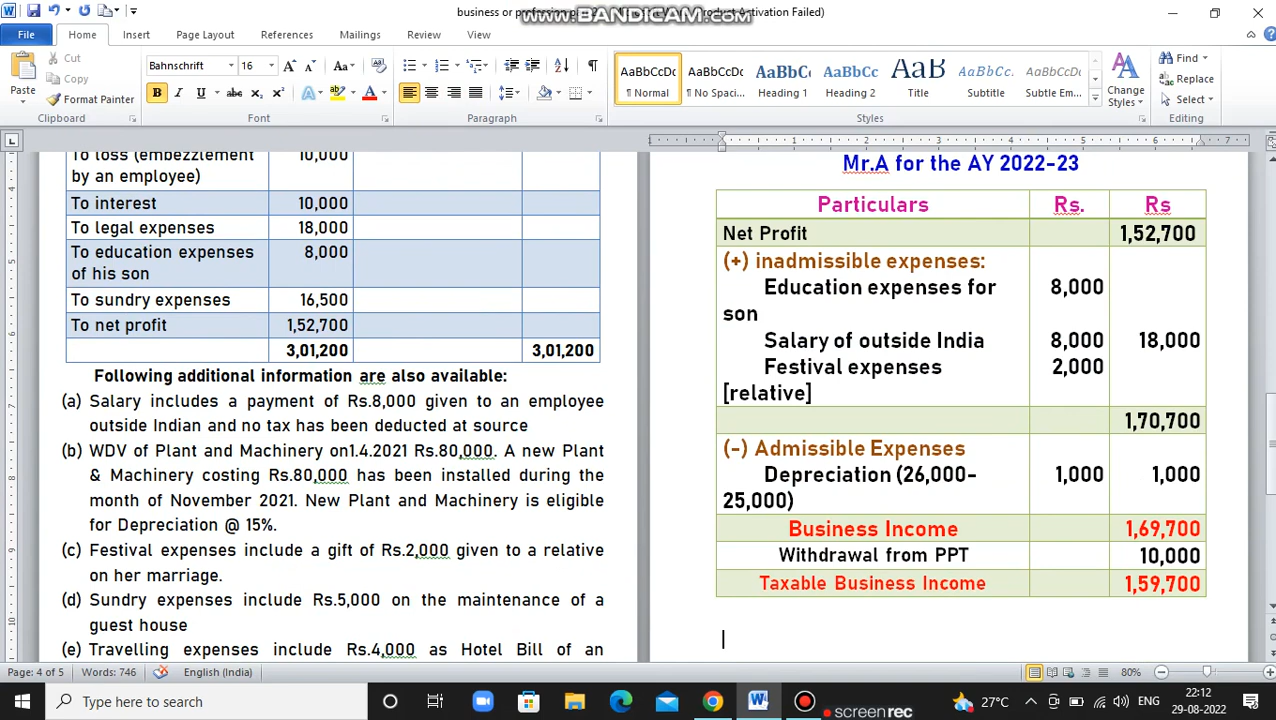 business or profession
Product Activation Failed)
www.BANDICAM.com
File Home Insert Page Layout References Mailings Review View
Cut
Copy
Format Painter
Paste
Clipboard
Bahnschrift 16
Font
Paragraph
AaBbCcDc AaBbCcDc AaBbC AaBbCc AaB AaBbCc. AaBbCcDc
¶ Normal ¶ No Spaci... Heading 1 Heading 2 Title Subtitle Subtle Em...
Styles
Change Styles
Find
Replace
Select
Editing
To loss (embezzlement 10,000
by an employee)
To interest 10,000
To legal expenses 18,000
To education expenses 8,000
of his son
To sundry expenses 16,500
To net profit 1,52,700
3,01,200 3,01,200
Following additional information are also available:
(a) Salary includes a payment of Rs.8,000 given to an employee
outside Indian and no tax has been deducted at source
(b) WDV of Plant and Machinery on1.4.2021 Rs.80,000. A new Plant
& Machinery costing Rs.80,000 has been installed during the
month of November 2021. New Plant and Machinery is eligible
for Depreciation @ 15%.
(c) Festival expenses include a gift of Rs.2,000 given to a relative
on her marriage.
(d) Sundry expenses include Rs.5,000 on the maintenance of a
guest house
(e) Travelling expenses include Rs.4,000 as Hotel Bill of an
Mr.A for the AY 2022-23
Particulars Rs. Rs
Net Profit 1,52,700
(+) inadmissible expenses:
Education expenses for 8,000
son
Salary of outside India 8,000 18,000
Festival expenses 2,000
[relative]
1,70,700
(-) Admissible Expenses
Depreciation (26,000- 1,000 1,000
25,000)
Business Income 1,69,700
Withdrawal from PPT 10,000
Taxable Business Income 1,59,700
Page: 4 of 5 Words: 746 English (India) 80%
Type here to search
screen rec
27°C ENG 22:12
29-08-2022